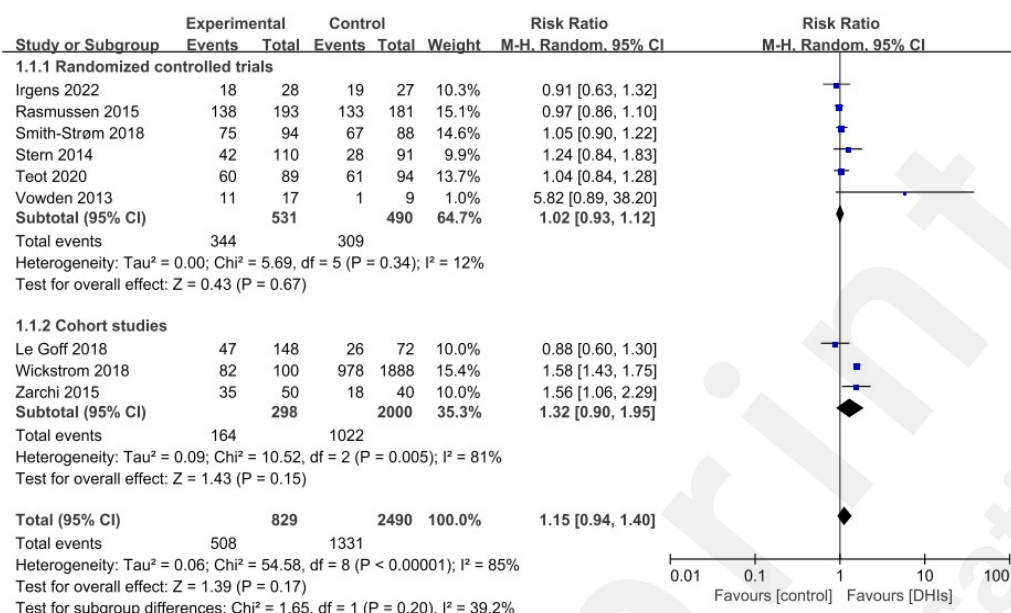 Experimental Control Risk Ratio Risk Ratio
Study or Subgroup Events Total Events Total Weight M-H, Random, 95% CI M-H, Random, 95% CI
1.1.1 Randomized controlled trials
Irgens 2022 18 28 19 27 10.3% 0.91 [0.63, 1.32]
Rasmussen 2015 138 193 133 181 15.1% 0.97 [0.86, 1.10]
Smith-Strøm 2018 75 94 67 88 14.6% 1.05 [0.90, 1.22]
Stern 2014 42 110 28 91 9.9% 1.24 [0.84, 1.83]
Teot 2020 60 89 61 94 13.7% 1.04 [0.84, 1.28]
Vowden 2013 11 17 1 9 1.0% 5.82 [0.89, 38.20]
Subtotal (95% CI) 531 490 64.7% 1.02 [0.93, 1.12]
Total events 344 309
Heterogeneity: Tau² = 0.00; Chi² = 5.69, df = 5 (P = 0.34); I² = 12%
Test for overall effect: Z = 0.43 (P = 0.67)
1.1.2 Cohort studies
Le Goff 2018 47 148 26 72 10.0% 0.88 [0.60, 1.30]
Wickstrom 2018 82 100 978 1888 15.4% 1.58 [1.43, 1.75]
Zarchi 2015 35 50 18 40 10.0% 1.56 [1.06, 2.29]
Subtotal (95% CI) 298 2000 35.3% 1.32 [0.90, 1.95]
Total events 164 1022
Heterogeneity: Tau² = 0.09; Chi² = 10.52, df = 2 (P = 0.005); I² = 81%
Test for overall effect: Z = 1.43 (P = 0.15)
Total (95% CI) 829 2490 100.0% 1.15 [0.94, 1.40]
Total events 508 1331
Heterogeneity: Tau² = 0.06; Chi² = 54.58, df = 8 (P < 0.00001); I² = 85%
Test for overall effect: Z = 1.39 (P = 0.17)
Test for subgroup differences: Chi² = 1.65, df = 1 (P = 0.20), I² = 39.2%
0.01 0.1 1 10 100
Favours [control] Favours [DHIs]